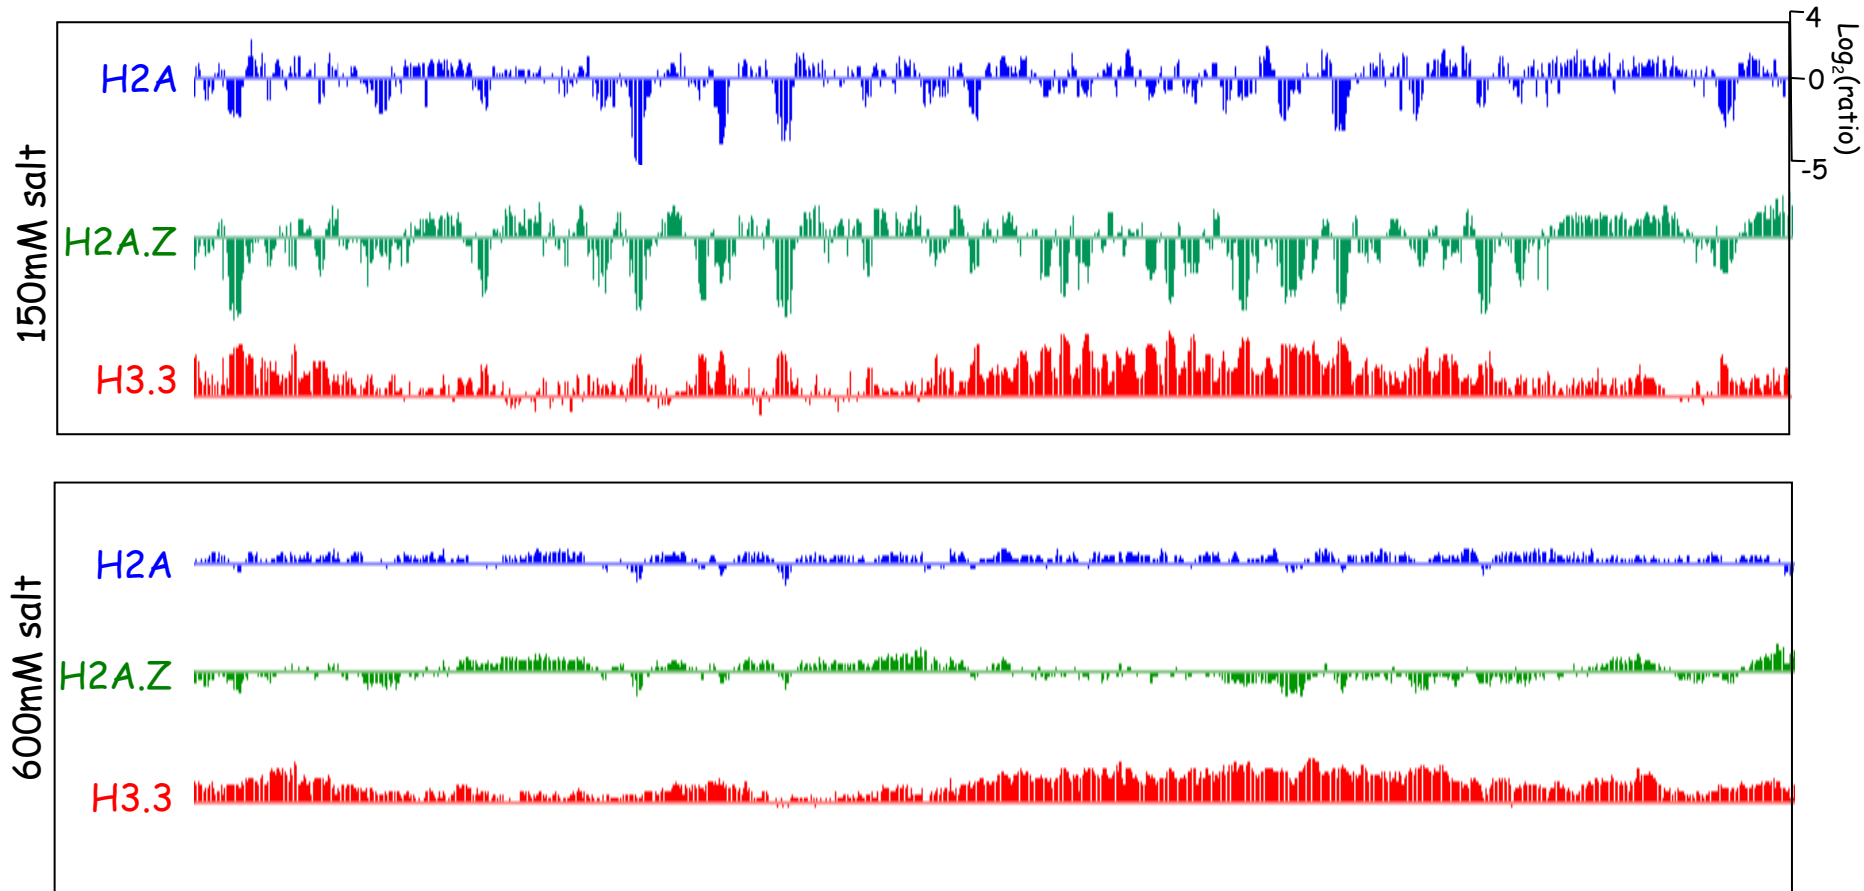 150mM salt
H2A
H2A.Z
H3.3
4
0
-5
Log₂(ratio)
600mM salt
H2A
H2A.Z
H3.3